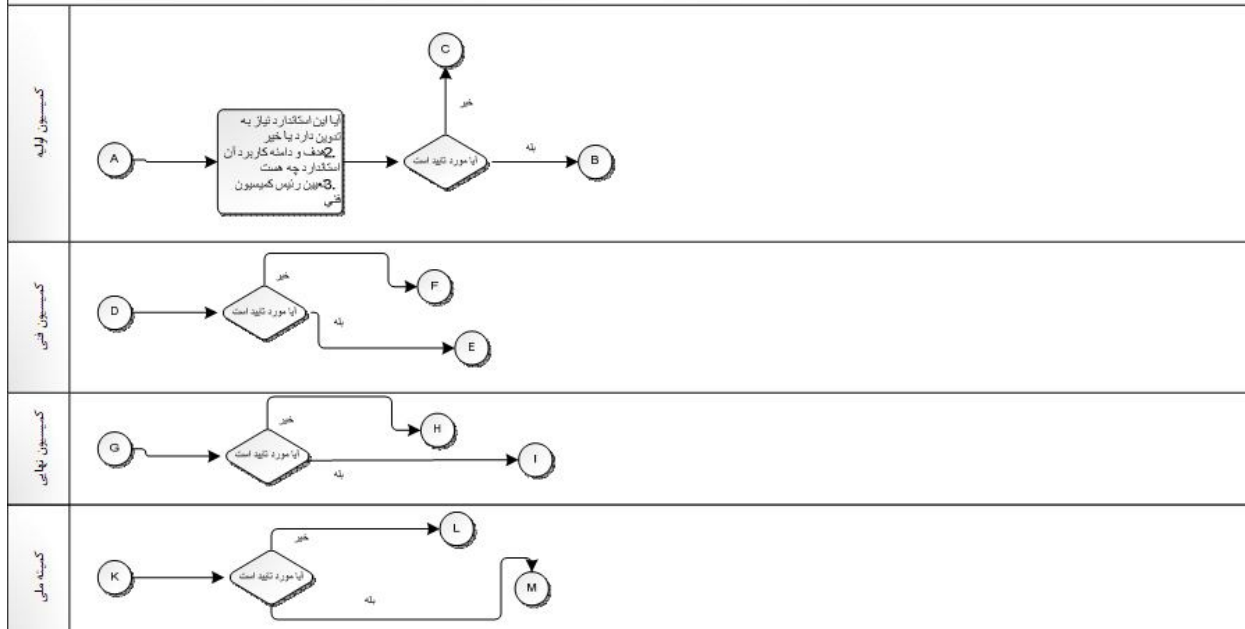 کمیسیون اولیه
C
خیر
آیا این استاندارد نیاز به
تدوین دارد یا خیر
2.هدف و دامنه کاربرد آن
استاندارد چه هست
3.تعیین رئیس کمیسیون
فنی
A
آیا مورد تایید است
بله
B
کمیسیون فنی
خیر
F
D
آیا مورد تایید است
بله
E
کمیسیون نهایی
خیر
H
G
آیا مورد تایید است
بله
I
کمیته ملی
خیر
L
K
آیا مورد تایید است
بله
M